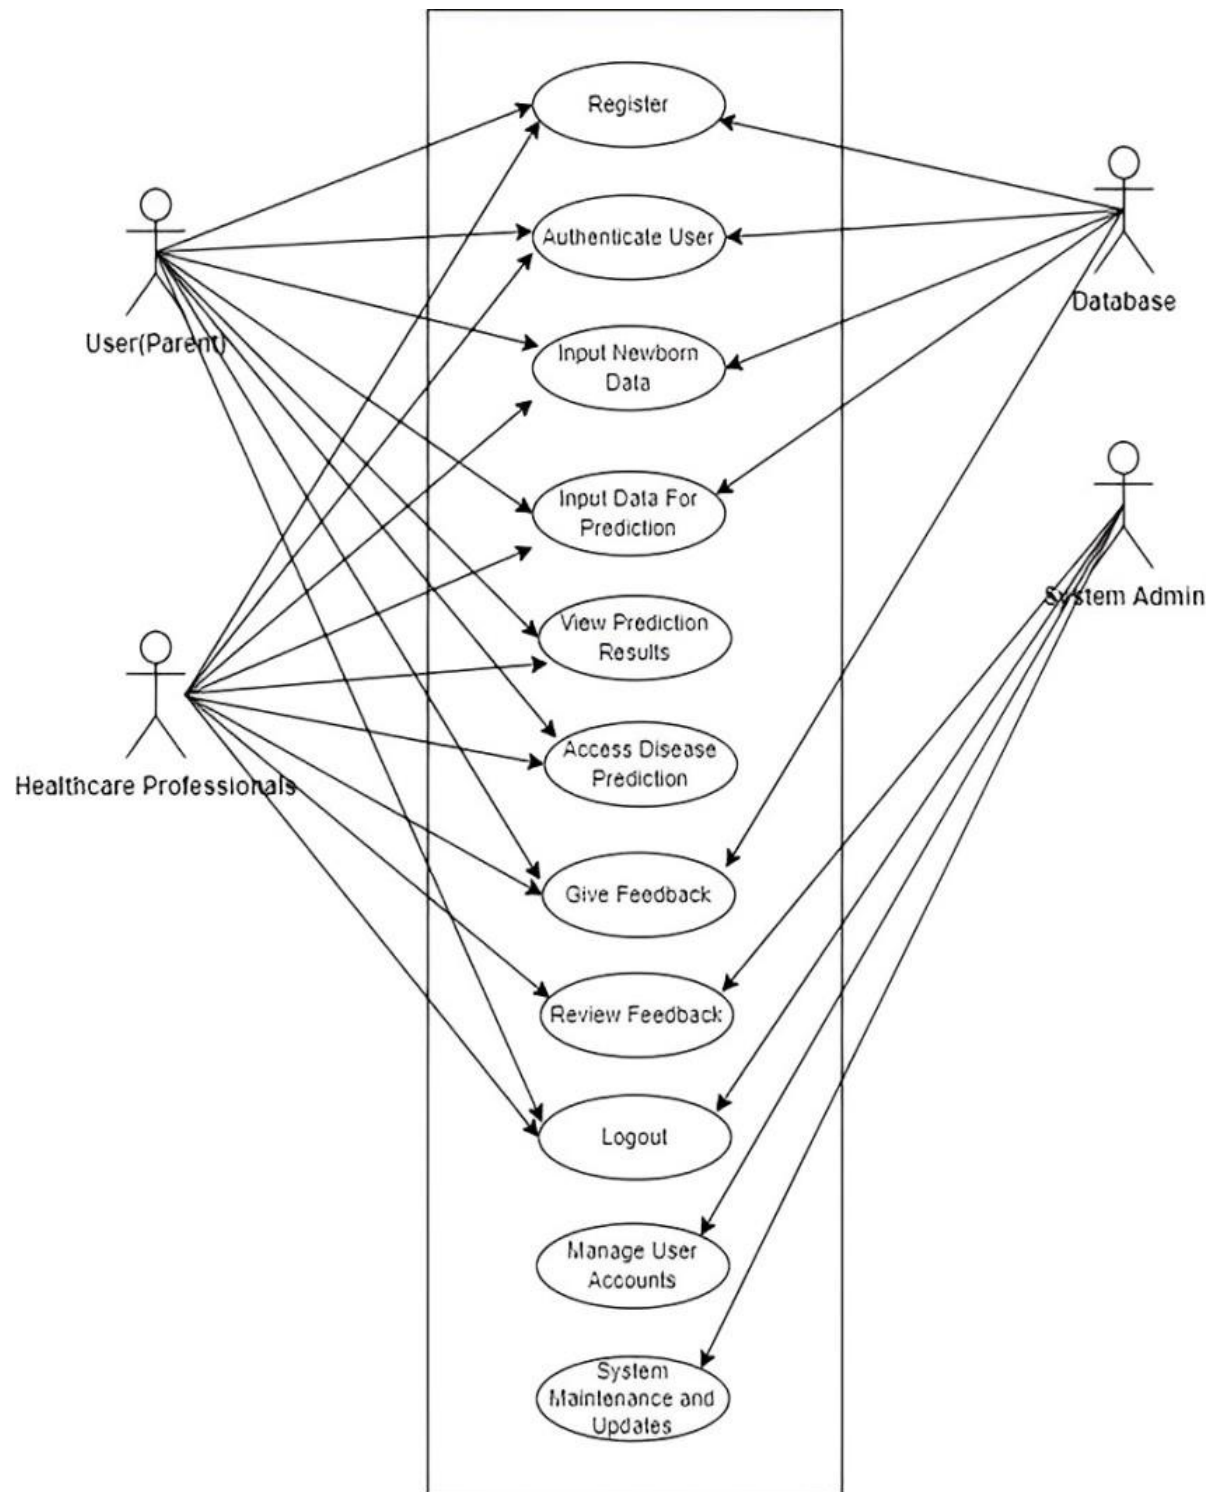 Register
Authenticate User
Database
User(Parent)
Input Newborn
Data
Input Data For
Prediction
System Admin
View Prediction
Results
Access Disease
Prediction
Healthcare Professionals
Give Feedback
Review Feedback
Logout
Manage User
Accounts
System
Maintenance and
Updates